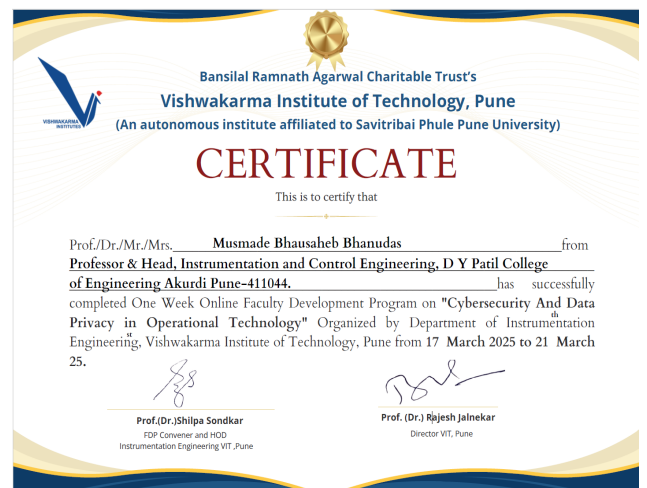 Bansilal Ramnath Agarwal Charitable Trust's
Vishwakarma Institute of Technology, Pune
(An autonomous institute affiliated to Savitribai Phule Pune University)
VISHWAKARMA
INSTITUTES
CERTIFICATE
This is to certify that
Prof./Dr./Mr./Mrs. Musmade Bhausaheb Bhanudas from
Professor & Head, Instrumentation and Control Engineering, D Y Patil College
of Engineering Akurdi Pune-411044. has successfully
completed One Week Online Faculty Development Program on "Cybersecurity And Data
Privacy in Operational Technology" Organized by Department of Instrumentation
th
Engineering, Vishwakarma Institute of Technology, Pune from 17 March 2025 to 21 March
st
25.
Prof.(Dr.)Shilpa Sondkar
FDP Convener and HOD
Instrumentation Engineering VIT ,Pune
Prof. (Dr.) Rajesh Jalnekar
Director VIT, Pune